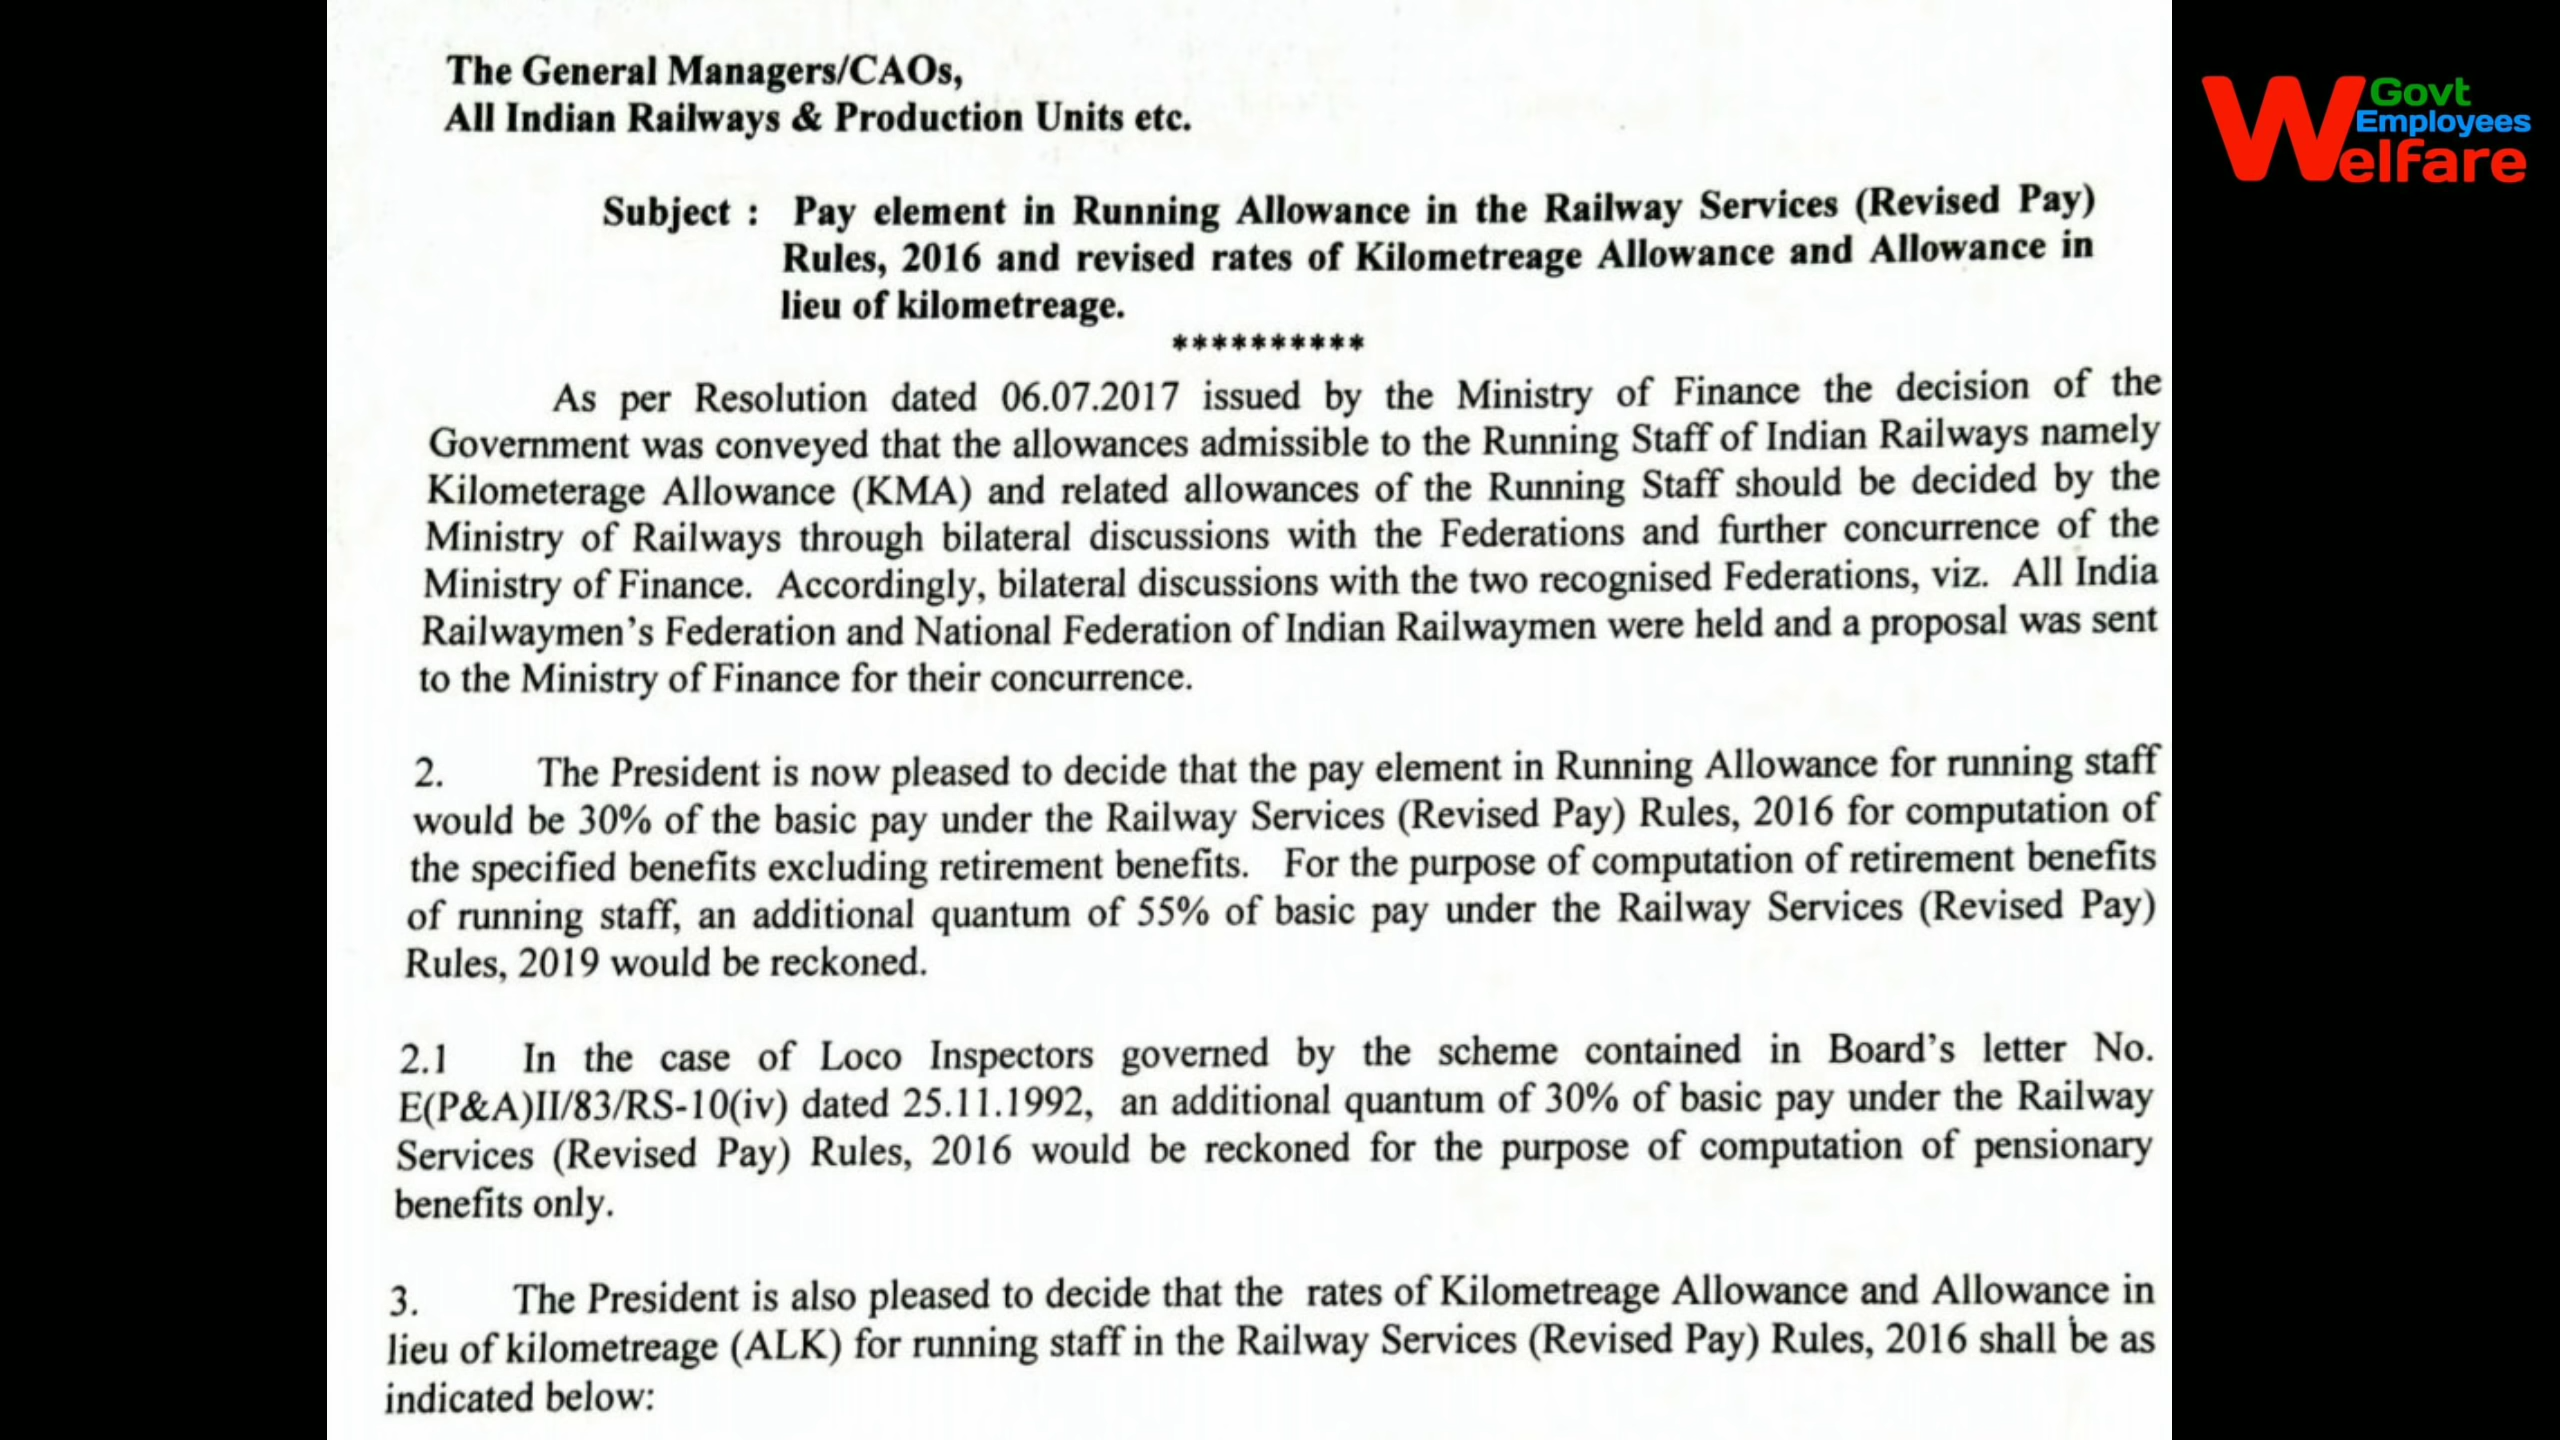 The General Managers/CAOs,
All Indian Railways & Production Units etc.
Subject : Pay element in Running Allowance in the Railway Services (Revised Pay)
Rules, 2016 and revised rates of Kilometreage Allowance and Allowance in
lieu of kilometreage.
**********
As per Resolution dated 06.07.2017 issued by the Ministry of Finance the decision of the
Government was conveyed that the allowances admissible to the Running Staff of Indian Railways namely
Kilometerage Allowance (KMA) and related allowances of the Running Staff should be decided by the
Ministry of Railways through bilateral discussions with the Federations and further concurrence of the
Ministry of Finance. Accordingly, bilateral discussions with the two recognised Federations, viz. All India
Railwaymen's Federation and National Federation of Indian Railwaymen were held and a proposal was sent
to the Ministry of Finance for their concurrence.
2. The President is now pleased to decide that the pay element in Running Allowance for running staff
would be 30% of the basic pay under the Railway Services (Revised Pay) Rules, 2016 for computation of
the specified benefits excluding retirement benefits. For the purpose of computation of retirement benefits
of running staff, an additional quantum of 55% of basic pay under the Railway Services (Revised Pay)
Rules, 2019 would be reckoned.
2.1 In the case of Loco Inspectors governed by the scheme contained in Board's letter No.
E(P&A)II/83/RS-10(iv) dated 25.11.1992, an additional quantum of 30% of basic pay under the Railway
Services (Revised Pay) Rules, 2016 would be reckoned for the purpose of computation of pensionary
benefits only.
3. The President is also pleased to decide that the rates of Kilometreage Allowance and Allowance in
lieu of kilometreage (ALK) for running staff in the Railway Services (Revised Pay) Rules, 2016 shall be as
indicated below:
Govt
Employees
Welfare